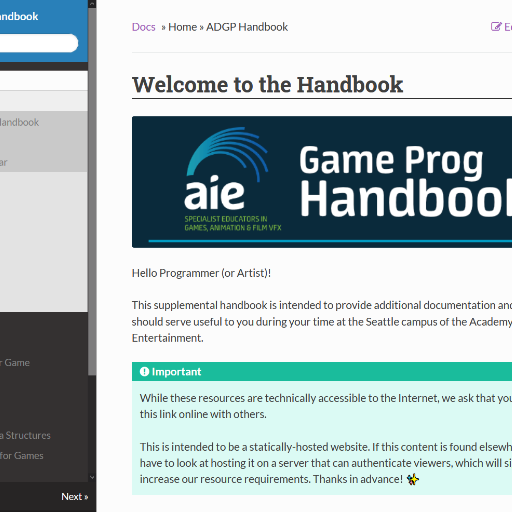 andbook
Handbook
ar
r Game
a Structures
for Games
Next »
Docs » Home » ADGP Handbook
Welcome to the Handbook
aie
SPECIALIST EDUCATORS IN
GAMES, ANIMATION & FILM VFX
Game Prog
Handbook
Hello Programmer (or Artist)!
This supplemental handbook is intended to provide additional documentation and
should serve useful to you during your time at the Seattle campus of the Academy
Entertainment.
Important
While these resources are technically accessible to the Internet, we ask that you
this link online with others.
This is intended to be a statically-hosted website. If this content is found elsewh
have to look at hosting it on a server that can authenticate viewers, which will si
increase our resource requirements. Thanks in advance! ✨